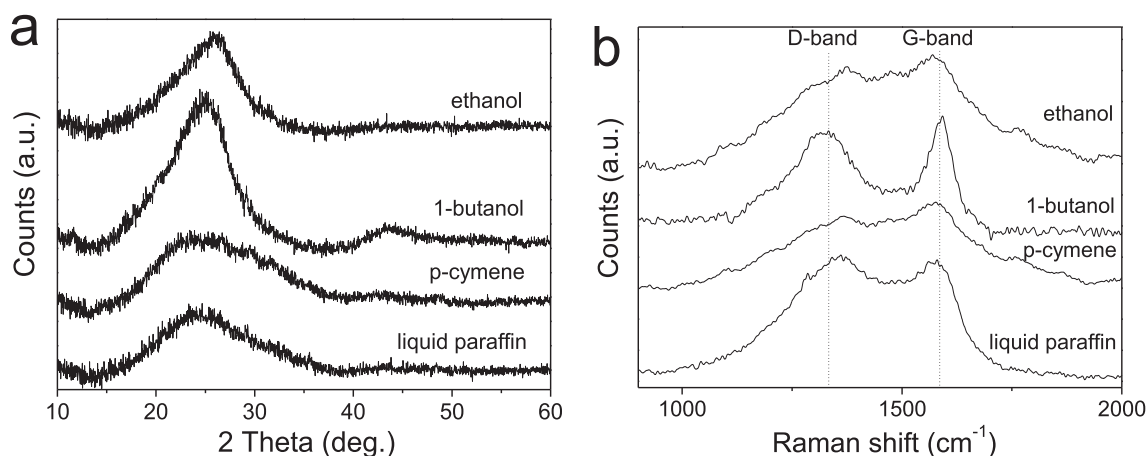 a
Counts (a.u.)
ethanol
1-butanol
p-cymene
liquid paraffin
10 20 30 40 50 60
2 Theta (deg.)
b
D-band G-band
Counts (a.u.)
ethanol
1-butanol
p-cymene
liquid paraffin
1000 1500 2000
Raman shift (cm⁻¹)